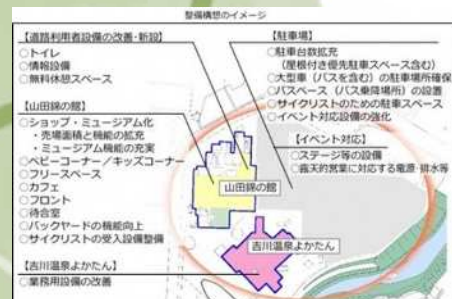 整備構想のイメージ
【道路利用者設備の改善・新設】
○トイレ
○情報設備
○無料休憩スペース
【山田錦の館】
○ショップ・ミュージアム化
・売場面積と機能の拡充
・ミュージアム機能の充実
○ベビーコーナー／キッズコーナー
○フリースペース
○カフェ
○フロント
○待合室
○バックヤードの機能向上
○サイクリストの受入設備整備
【吉川温泉よかたん】
○業務用設備の改善
【駐車場】
○駐車台数拡充
（屋根付き優先駐車スペース含む）
○大型車（バスを含む）の駐車場所確保
○バスベース（バス乗降場所）の設置
○サイクリストのための駐車スペース
○イベント対応設備の強化
【イベント対応】
○ステージ等の設備
○露天的営業に対応する電源・排水等
山田錦の館
吉川温泉よかたん